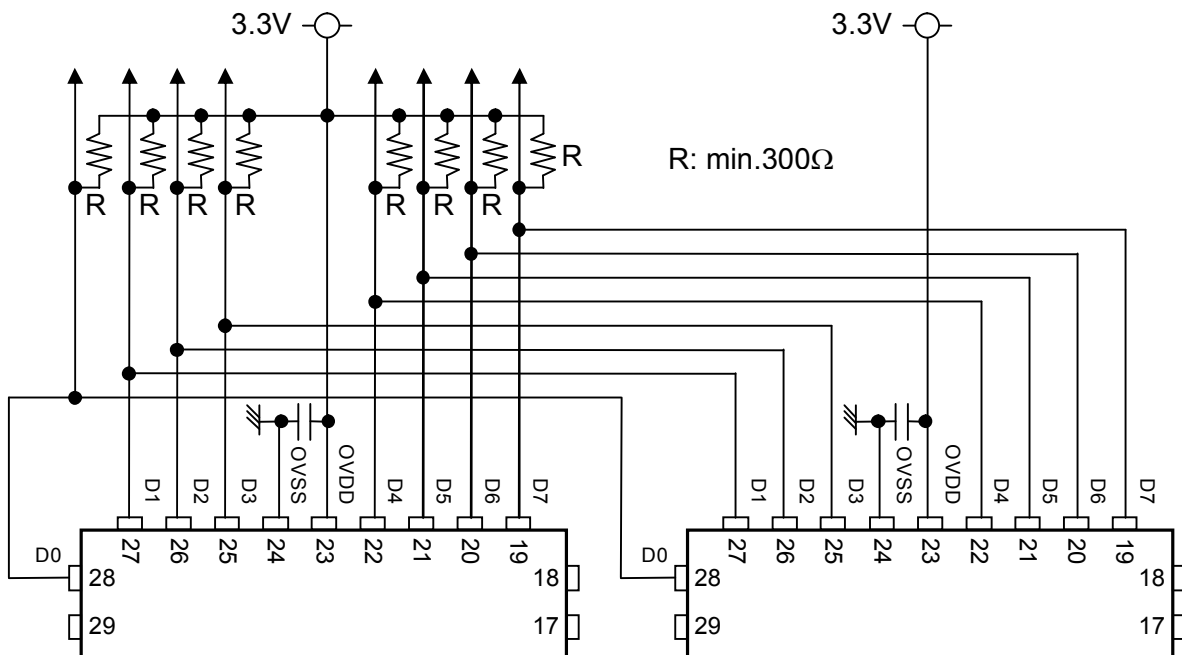 3.3V 3.3V
R: min.300Ω
R
R R R R R R R
OVSS OVDD OVSS OVDD
D1 D2 D3 D4 D5 D6 D7 D1 D2 D3 D4 D5 D6 D7
27 26 25 24 23 22 21 20 19 27 26 25 24 23 22 21 20 19
D0 28 18 D0 28 18
29 17 29 17